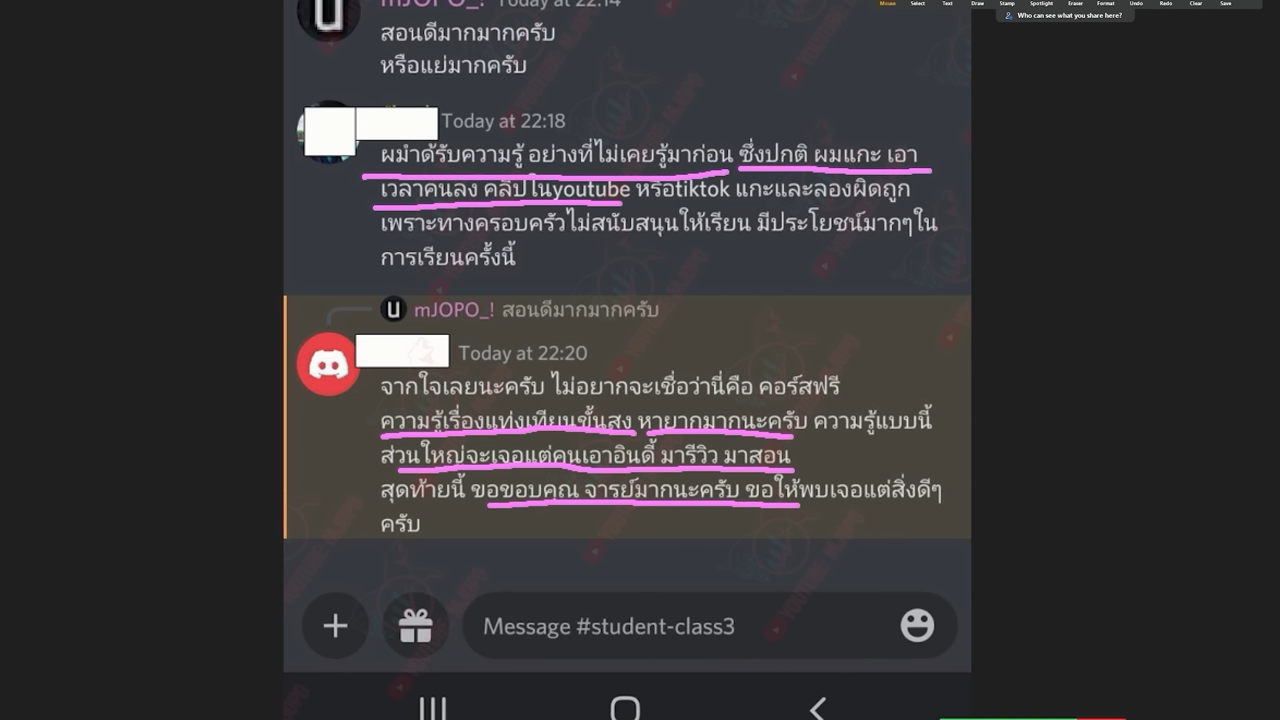 Mouse Select Text Draw Stamp Spotlight Eraser Format Undo Redo Clear Save
Who can see what you share here?
mJOPO_! Today at 22:14
สอนดีมากมากครับ
หรือแย่มากครับ
Today at 22:18
ผมำด้รับความรู้ อย่างที่ไม่เคยรู้มาก่อน ซึ่งปกติ ผมแกะ เอา
เวลาคนลง คลิปในyoutube หรือtiktok แกะและลองผิดถูก
เพราะทางครอบครัวไม่สนับสนุนให้เรียน มีประโยชน์มากๆใน
การเรียนครั้งนี้
mJOPO_! สอนดีมากมากครับ
Today at 22:20
จากใจเลยนะครับ ไม่อยากจะเชื่อว่านี่คือ คอร์สฟรี
ความรู้เรื่องแท่งเทียนขั้นสูง หายากมากนะครับ ความรู้แบบนี้
ส่วนใหญ่จะเจอแต่คนเอาอินดี้ มารีวิว มาสอน
สุดท้ายนี้ ขอขอบคุณ จารย์มากนะครับ ขอให้พบเจอแต่สิ่งดีๆ
ครับ
Message #student-class3